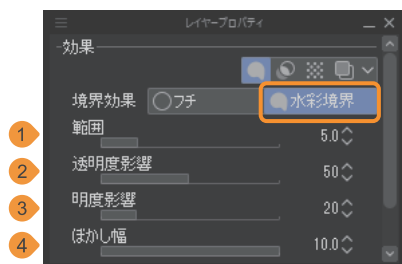 レイヤープロパティ
効果
境界効果 フチ 水彩境界
1 範囲 5.0
2 透明度影響 50
3 明度影響 20
4 ぼかし幅 10.0